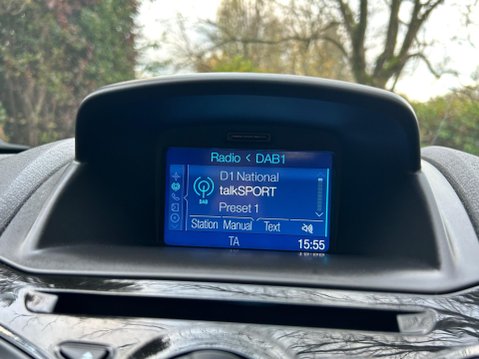 Radio < DAB1
D1 National
talkSPORT
DAB
Preset 1
Station Manual Text
TA 15:55